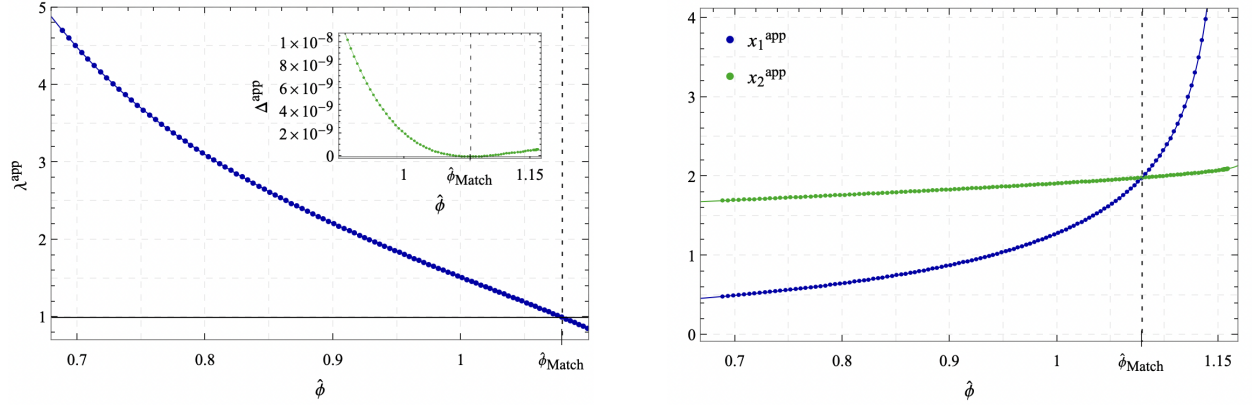 5
4
3
2
1
λ^app
0.7
0.8
0.9
1
φ̂_Match
φ̂
1×10^-8
8×10^-9
6×10^-9
4×10^-9
2×10^-9
0
Δ^app
1
φ̂_Match
1.15
φ̂
4
3
2
1
0
x₁^app
x₂^app
0.7
0.8
0.9
1
φ̂_Match
1.15
φ̂